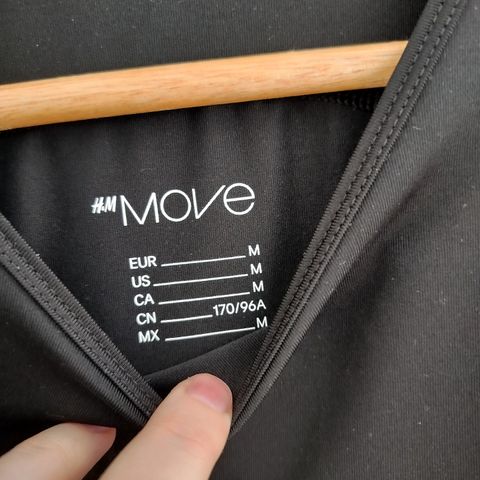 H&M MOVE
EUR M
US M
CA M
CN 170/96A
MX M